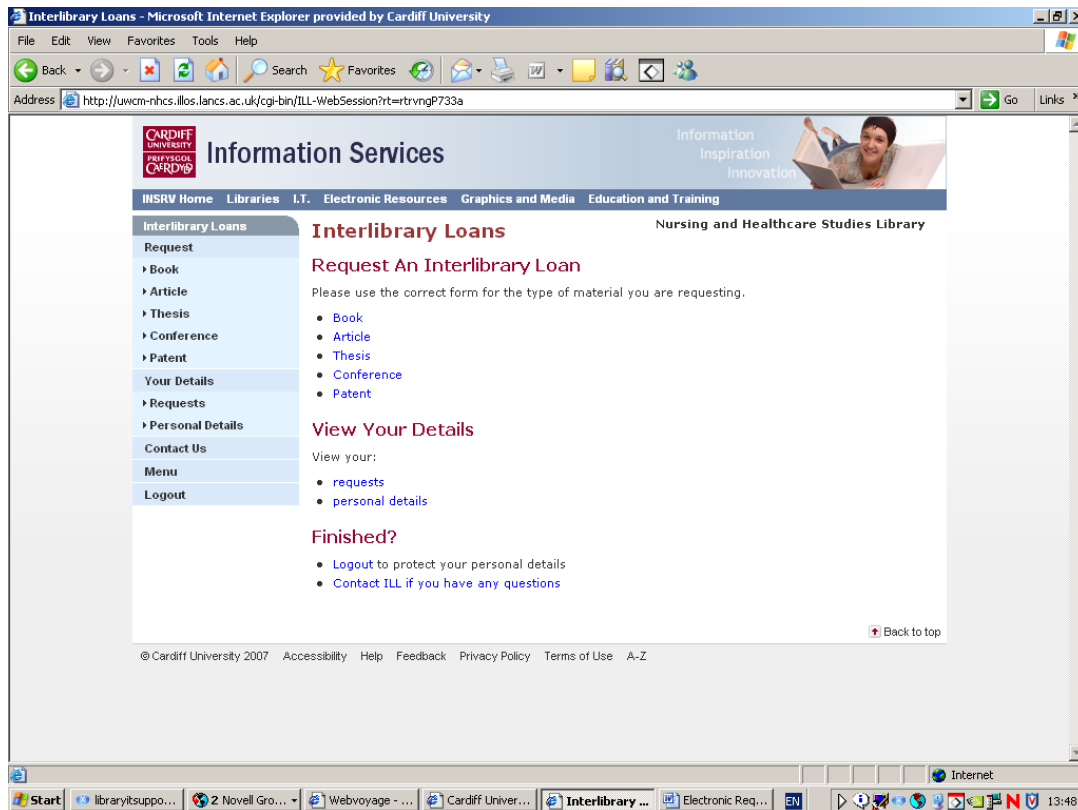 Interlibrary Loans - Microsoft Internet Explorer provided by Cardiff University
File Edit View Favorites Tools Help
Back Search Favorites
Address http://uwcm-nhcs.illos.lancs.ac.uk/cgi-bin/ILL-WebSession?rt=rtrvngP733a Go Links
CARDIFF
UNIVERSITY
PRIFYSGOL
CAERDYDD
Information Services
Information
Inspiration
Innovation
INSRV Home Libraries I.T. Electronic Resources Graphics and Media Education and Training
Interlibrary Loans
Request
Book
Article
Thesis
Conference
Patent
Your Details
Requests
Personal Details
Contact Us
Menu
Logout
Nursing and Healthcare Studies Library
Interlibrary Loans
Request An Interlibrary Loan
Please use the correct form for the type of material you are requesting.
Book
Article
Thesis
Conference
Patent
View Your Details
View your:
requests
personal details
Finished?
Logout to protect your personal details
Contact ILL if you have any questions
Back to top
© Cardiff University 2007 Accessibility Help Feedback Privacy Policy Terms of Use A-Z
Internet
Start libraryitsuppo... 2 Novell Gro... Webvoyage - ... Cardiff Univer... Interlibrary ... Electronic Req... EN 13:48